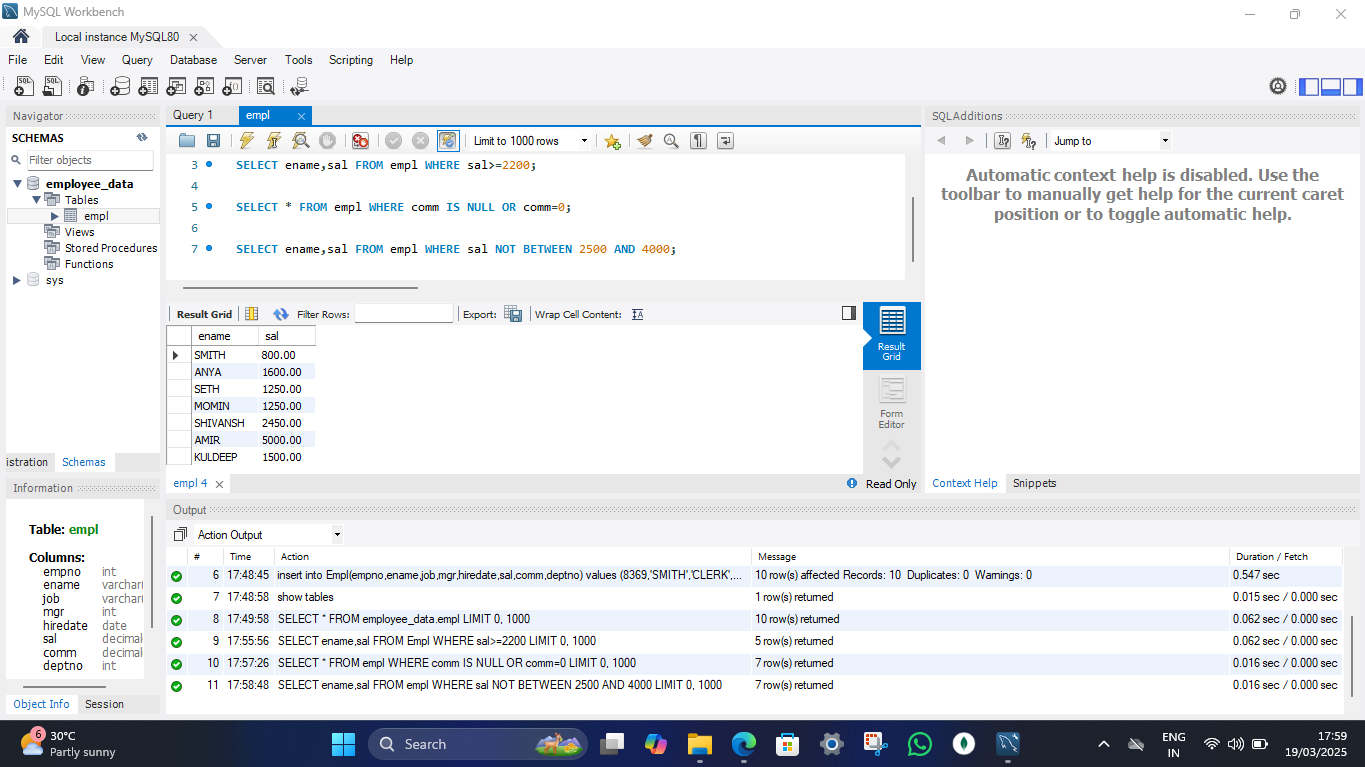 MySQL Workbench
Local instance MySQL80
File Edit View Query Database Server Tools Scripting Help
Navigator
SCHEMAS
Filter objects
employee_data
Tables
empl
Views
Stored Procedures
Functions
sys
istration Schemas
Information
Table: empl
Columns:
empno int
ename varchar(
job varchar(
mgr int
hiredate date
sal decimal(
comm decimal(
deptno int
Object Info Session
Query 1 empl
Limit to 1000 rows
3 SELECT ename,sal FROM empl WHERE sal>=2200;
4
5 SELECT * FROM empl WHERE comm IS NULL OR comm=0;
6
7 SELECT ename,sal FROM empl WHERE sal NOT BETWEEN 2500 AND 4000;
Result Grid Filter Rows: Export: Wrap Cell Content: IA
ename sal
SMITH 800.00
ANYA 1600.00
SETH 1250.00
MOMIN 1250.00
SHIVANSH 2450.00
AMIR 5000.00
KULDEEP 1500.00
Result
Grid
Form
Editor
empl 4
Read Only
SQLAdditions
Jump to
Automatic context help is disabled. Use the
toolbar to manually get help for the current caret
position or to toggle automatic help.
Context Help Snippets
Output
Action Output
# Time Action Message Duration / Fetch
6 17:48:45 insert into Empl(empno,ename,job,mgr,hiredate,sal,comm,deptno) values (8369,'SMITH','CLERK',... 10 row(s) affected Records: 10 Duplicates: 0 Warnings: 0 0.547 sec
7 17:48:58 show tables 1 row(s) returned 0.015 sec / 0.000 sec
8 17:49:58 SELECT * FROM employee_data.empl LIMIT 0, 1000 10 row(s) returned 0.062 sec / 0.000 sec
9 17:55:56 SELECT ename,sal FROM Empl WHERE sal>=2200 LIMIT 0, 1000 5 row(s) returned 0.062 sec / 0.000 sec
10 17:57:26 SELECT * FROM empl WHERE comm IS NULL OR comm=0 LIMIT 0, 1000 7 row(s) returned 0.016 sec / 0.000 sec
11 17:58:48 SELECT ename,sal FROM empl WHERE sal NOT BETWEEN 2500 AND 4000 LIMIT 0, 1000 7 row(s) returned 0.016 sec / 0.000 sec
6 30°C
Partly sunny
Search
ENG
IN
17:59
19/03/2025